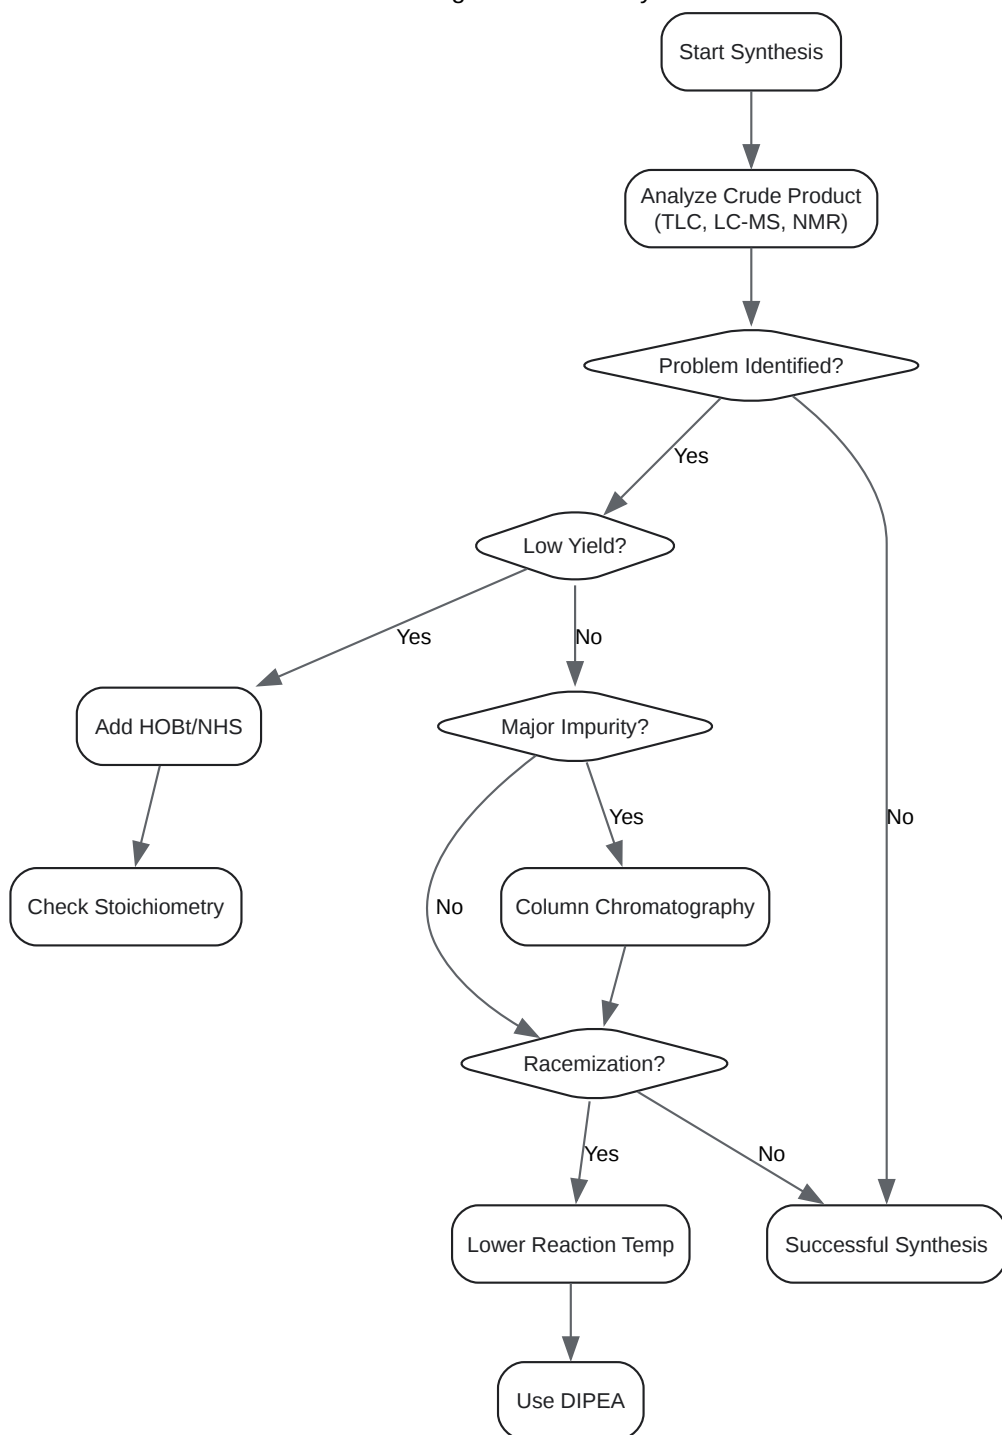 Start Synthesis
Analyze Crude Product
(TLC, LC-MS, NMR)
Problem Identified?
Yes
Low Yield?
Yes
No
Add HOBt/NHS
Major Impurity?
Yes
No
Check Stoichiometry
No
Column Chromatography
Racemization?
Yes
No
Lower Reaction Temp
Successful Synthesis
Use DIPEA